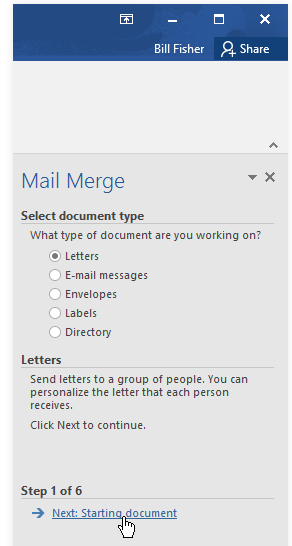 Bill Fisher Share
Mail Merge
Select document type
What type of document are you working on?
Letters
E-mail messages
Envelopes
Labels
Directory
Letters
Send letters to a group of people. You can
personalize the letter that each person
receives.
Click Next to continue.
Step 1 of 6
Next: Starting document